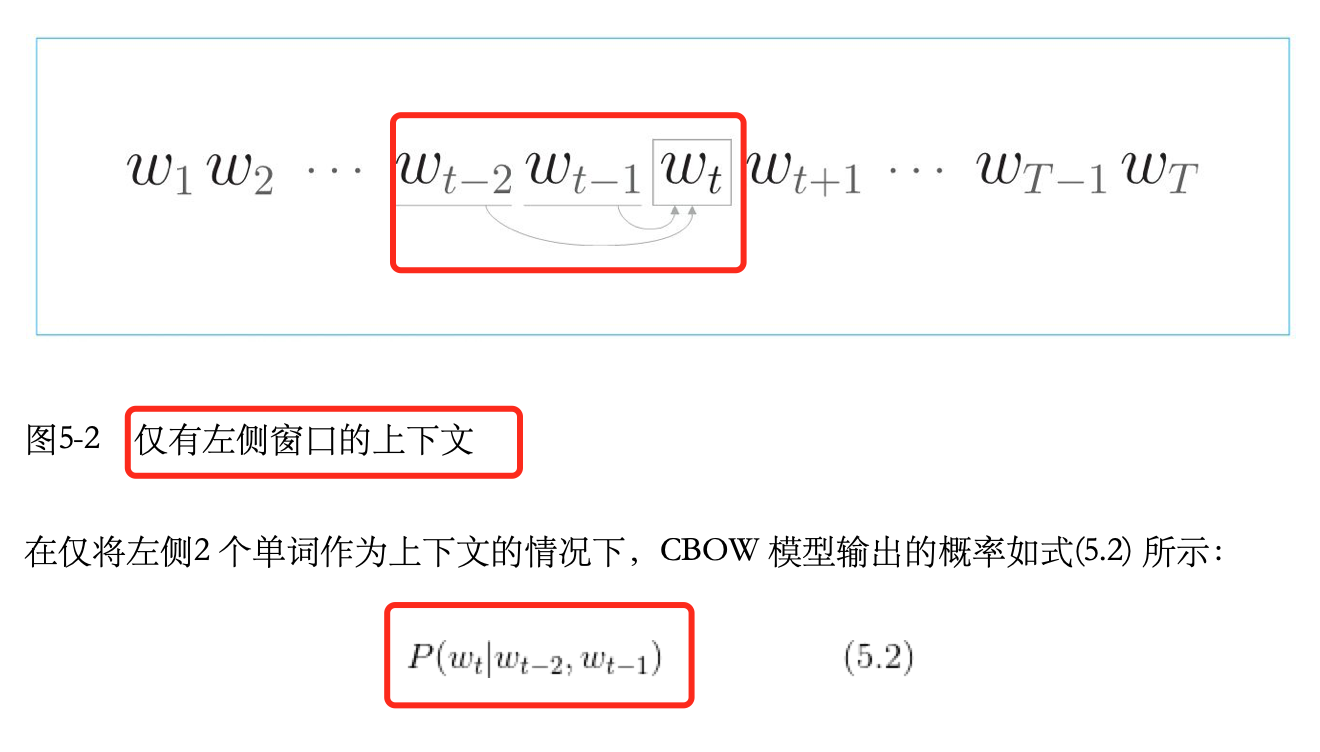 w_1 w_2 ⋯ w_{t−2} w_{t−1} w_t w_{t+1} ⋯ w_{T−1} w_T
图5-2 仅有左侧窗口的上下文
在仅将左侧2 个单词作为上下文的情况下，CBOW 模型输出的概率如式(5.2) 所示：
P(w_t|w_{t−2}, w_{t−1}) (5.2)